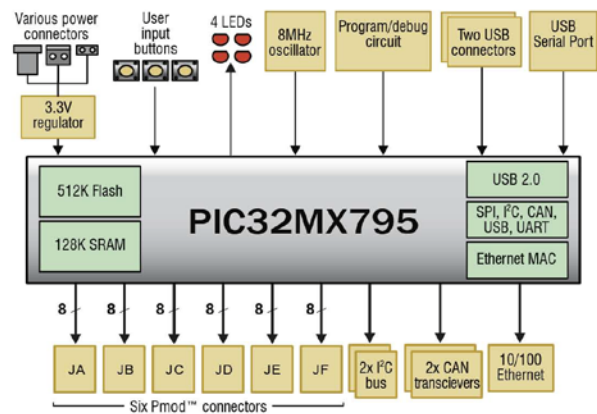 Various power
connectors
User
input
buttons
4 LEDs
8MHz
oscillator
Program/debug
circuit
Two USB
connectors
USB
Serial Port
3.3V
regulator
512K Flash
128K SRAM
PIC32MX795
USB 2.0
SPI, I²C, CAN,
USB, UART
Ethernet MAC
8 8 8 8 8 8
JA JB JC JD JE JF
2x I²C
bus
2x CAN
transcievers
10/100
Ethernet
Six Pmod™ connectors